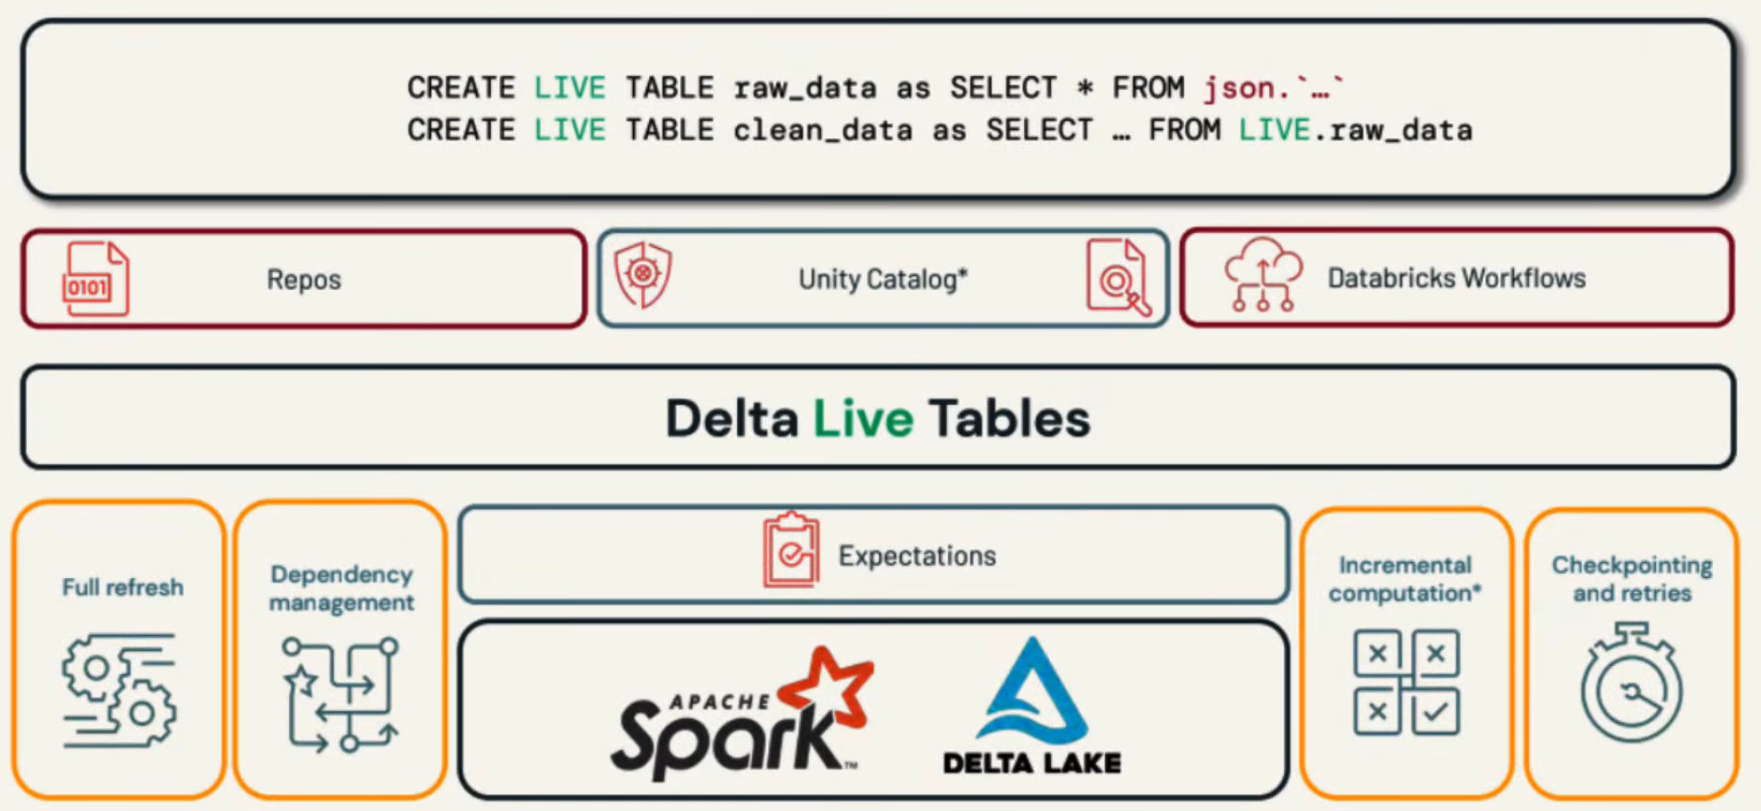 CREATE LIVE TABLE raw_data as SELECT * FROM json.`…`
CREATE LIVE TABLE clean_data as SELECT … FROM LIVE.raw_data
0101
Repos
Unity Catalog*
Databricks Workflows
Delta Live Tables
Full refresh
Dependency
management
Expectations
APACHE
Spark™
DELTA LAKE
Incremental
computation*
Checkpointing
and retries